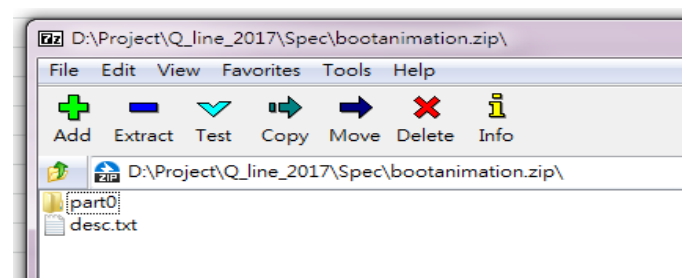 7z D:\Project\Q_line_2017\Spec\bootanimation.zip\
File Edit View Favorites Tools Help
Add Extract Test Copy Move Delete Info
ZIP D:\Project\Q_line_2017\Spec\bootanimation.zip\
part0
desc.txt